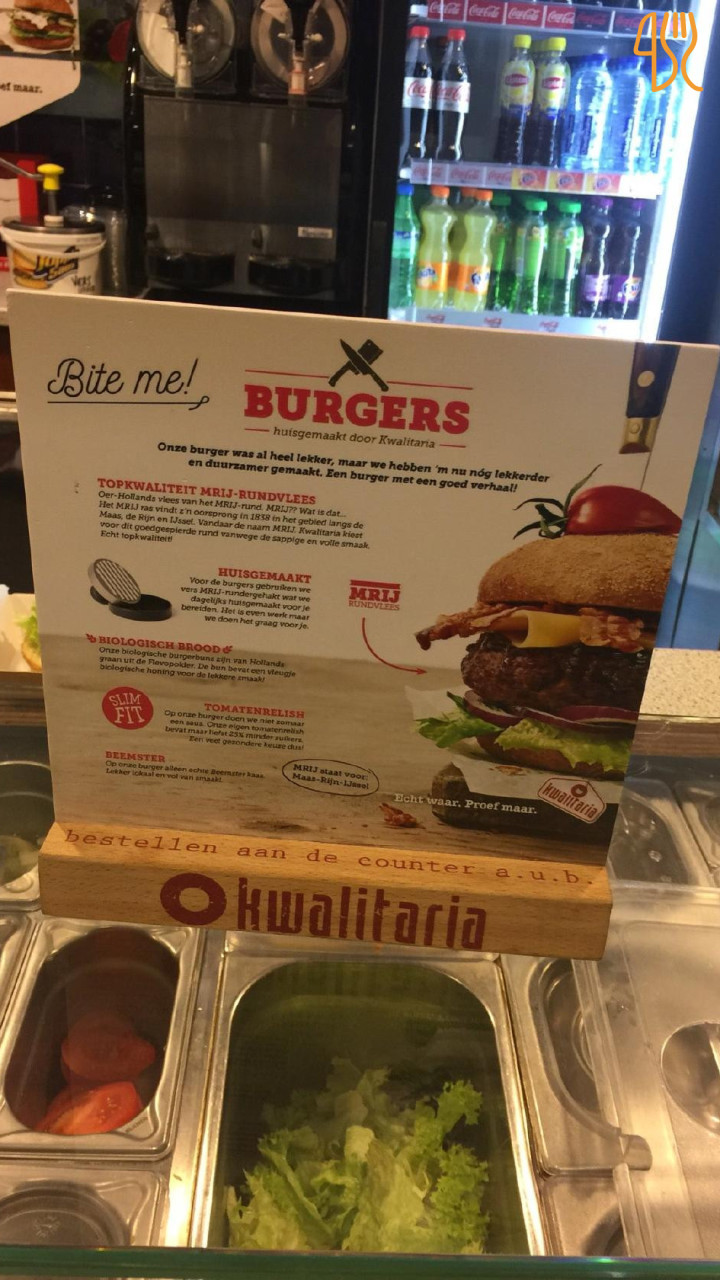 oef maar.
Bite me!
BURGERS
huisgemaakt door Kwalitaria
Onze burger was al heel lekker, maar we hebben 'm nu nóg lekkerder
en duurzamer gemaakt. Een burger met een goed verhaal!
TOPKWALITEIT MRIJ-RUNDVLEES
Oer-Hollands vlees van het MRIJ-rund. MRIJ?? Wat is dat...
Het MRIJ ras vindt z'n oorsprong in 1838 in het gebied langs de
Maas, de Rijn en IJssel. Vandaar de naam MRIJ. Kwalitaria kiest
voor dit goedgespierde rund vanwege de sappige en volle smaak.
Echt topkwaliteit!
HUISGEMAAKT
Voor de burgers gebruiken we
vers MRIJ-rundergehakt wat we
dagelijks huisgemaakt voor je
bereiden. Het is even werk maar
we doen het graag voor je.
MRIJ
RUNDVLEES
BIOLOGISCH BROOD
Onze biologische burgerbuns zijn van Hollands
graan uit de Flevopolder. De bun bevat een vleugje
biologische honing voor de lekkere smaak!
SLIM
FIT
TOMATENRELISH
Op onze burger doen we niet zomaar
een saus. Onze eigen tomatenrelish
bevat maar liefst 25% minder suikers.
Een veel gezondere keuze dus!
BEEMSTER
Op onze burger alleen echte Beemster kaas.
Lekker lokaal en vol van smaak.
MRIJ staat voor:
Maas-Rijn-IJssel
Echt waar. Proef maar.
kwalitaria
bestellen aan de counter a.u.b.
kwalitaria